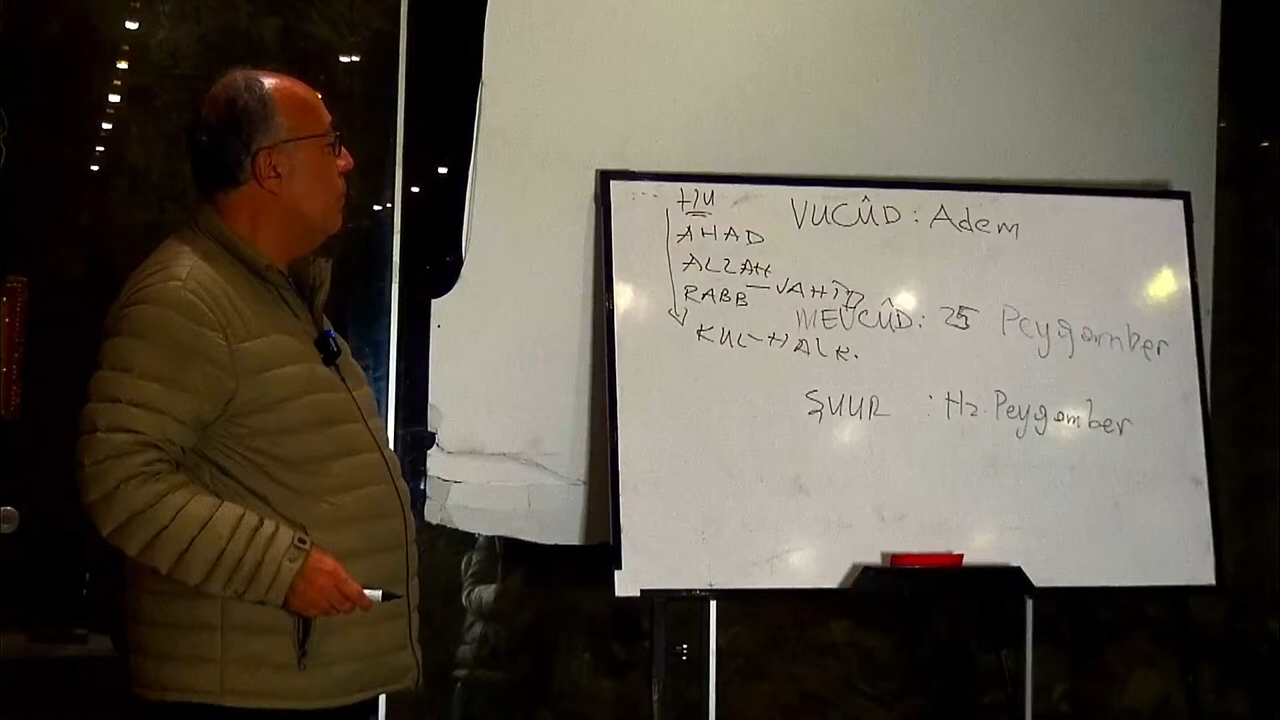 ... HU
AHAD
ALLAH
RABB — VAHİD
KUL-HALK.
VUCÛD : Adem
MEVCÛD : 25 Peygamber
ŞUUR : Hz. Peygamber